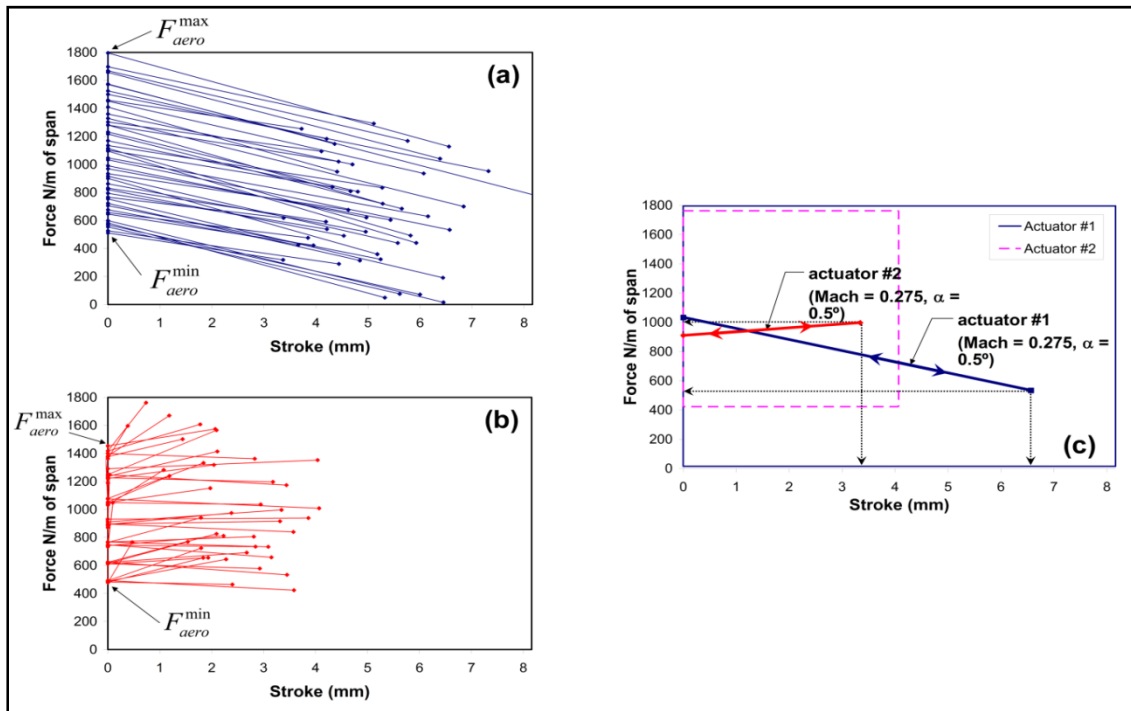 F aero max
(a)
Force N/m of span
1800
1600
1400
1200
1000
800
600
400
200
0
F aero min
0 1 2 3 4 5 6 7 8
Stroke (mm)
F aero max
(b)
Force N/m of span
1800
1600
1400
1200
1000
800
600
400
200
0
F aero min
0 1 2 3 4 5 6 7 8
Stroke (mm)
Force N/m of span
1800
1600
1400
1200
1000
800
600
400
200
0
Actuator #1
Actuator #2
actuator #2
(Mach = 0.275, α =
0.5º)
actuator #1
(Mach = 0.275, α =
0.5º)
(c)
0 1 2 3 4 5 6 7 8
Stroke (mm)